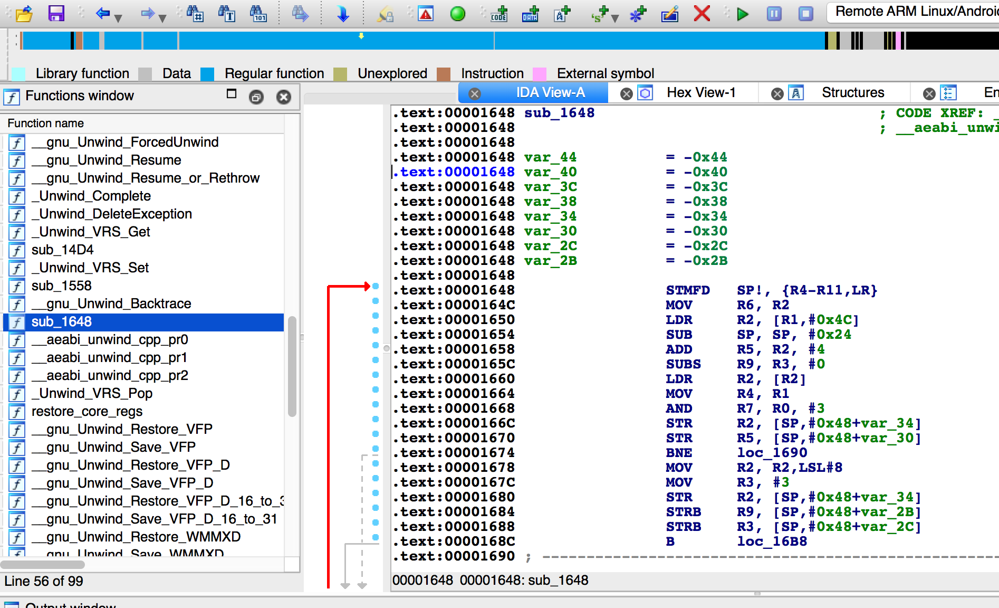 Remote ARM Linux/Android
CODE
DATA
Library function Data Regular function Unexplored Instruction External symbol
Functions window
IDA View-A Hex View-1 Structures En
Function name
__gnu_Unwind_ForcedUnwind
__gnu_Unwind_Resume
__gnu_Unwind_Resume_or_Rethrow
_Unwind_Complete
_Unwind_DeleteException
_Unwind_VRS_Get
sub_14D4
_Unwind_VRS_Set
sub_1558
__gnu_Unwind_Backtrace
sub_1648
__aeabi_unwind_cpp_pr0
__aeabi_unwind_cpp_pr1
__aeabi_unwind_cpp_pr2
_Unwind_VRS_Pop
restore_core_regs
__gnu_Unwind_Restore_VFP
__gnu_Unwind_Save_VFP
__gnu_Unwind_Restore_VFP_D
__gnu_Unwind_Save_VFP_D
__gnu_Unwind_Restore_VFP_D_16_to_3
__gnu_Unwind_Save_VFP_D_16_to_31
__gnu_Unwind_Restore_WMMXD
__gnu_Unwind_Save_WMMXD
Line 56 of 99
.text:00001648 sub_1648 ; CODE XREF: _
.text:00001648 ; __aeabi_unwi
.text:00001648
.text:00001648 var_44 = -0x44
.text:00001648 var_40 = -0x40
.text:00001648 var_3C = -0x3C
.text:00001648 var_38 = -0x38
.text:00001648 var_34 = -0x34
.text:00001648 var_30 = -0x30
.text:00001648 var_2C = -0x2C
.text:00001648 var_2B = -0x2B
.text:00001648
.text:00001648 STMFD SP!, {R4-R11,LR}
.text:0000164C MOV R6, R2
.text:00001650 LDR R2, [R1,#0x4C]
.text:00001654 SUB SP, SP, #0x24
.text:00001658 ADD R5, R2, #4
.text:0000165C SUBS R9, R3, #0
.text:00001660 LDR R2, [R2]
.text:00001664 MOV R4, R1
.text:00001668 AND R7, R0, #3
.text:0000166C STR R2, [SP,#0x48+var_34]
.text:00001670 STR R5, [SP,#0x48+var_30]
.text:00001674 BNE loc_1690
.text:00001678 MOV R2, R2,LSL#8
.text:0000167C MOV R3, #3
.text:00001680 STR R2, [SP,#0x48+var_34]
.text:00001684 STRB R9, [SP,#0x48+var_2B]
.text:00001688 STRB R3, [SP,#0x48+var_2C]
.text:0000168C B loc_16B8
.text:00001690 ; ---------------------------------------------------
00001648 00001648: sub_1648
Output window